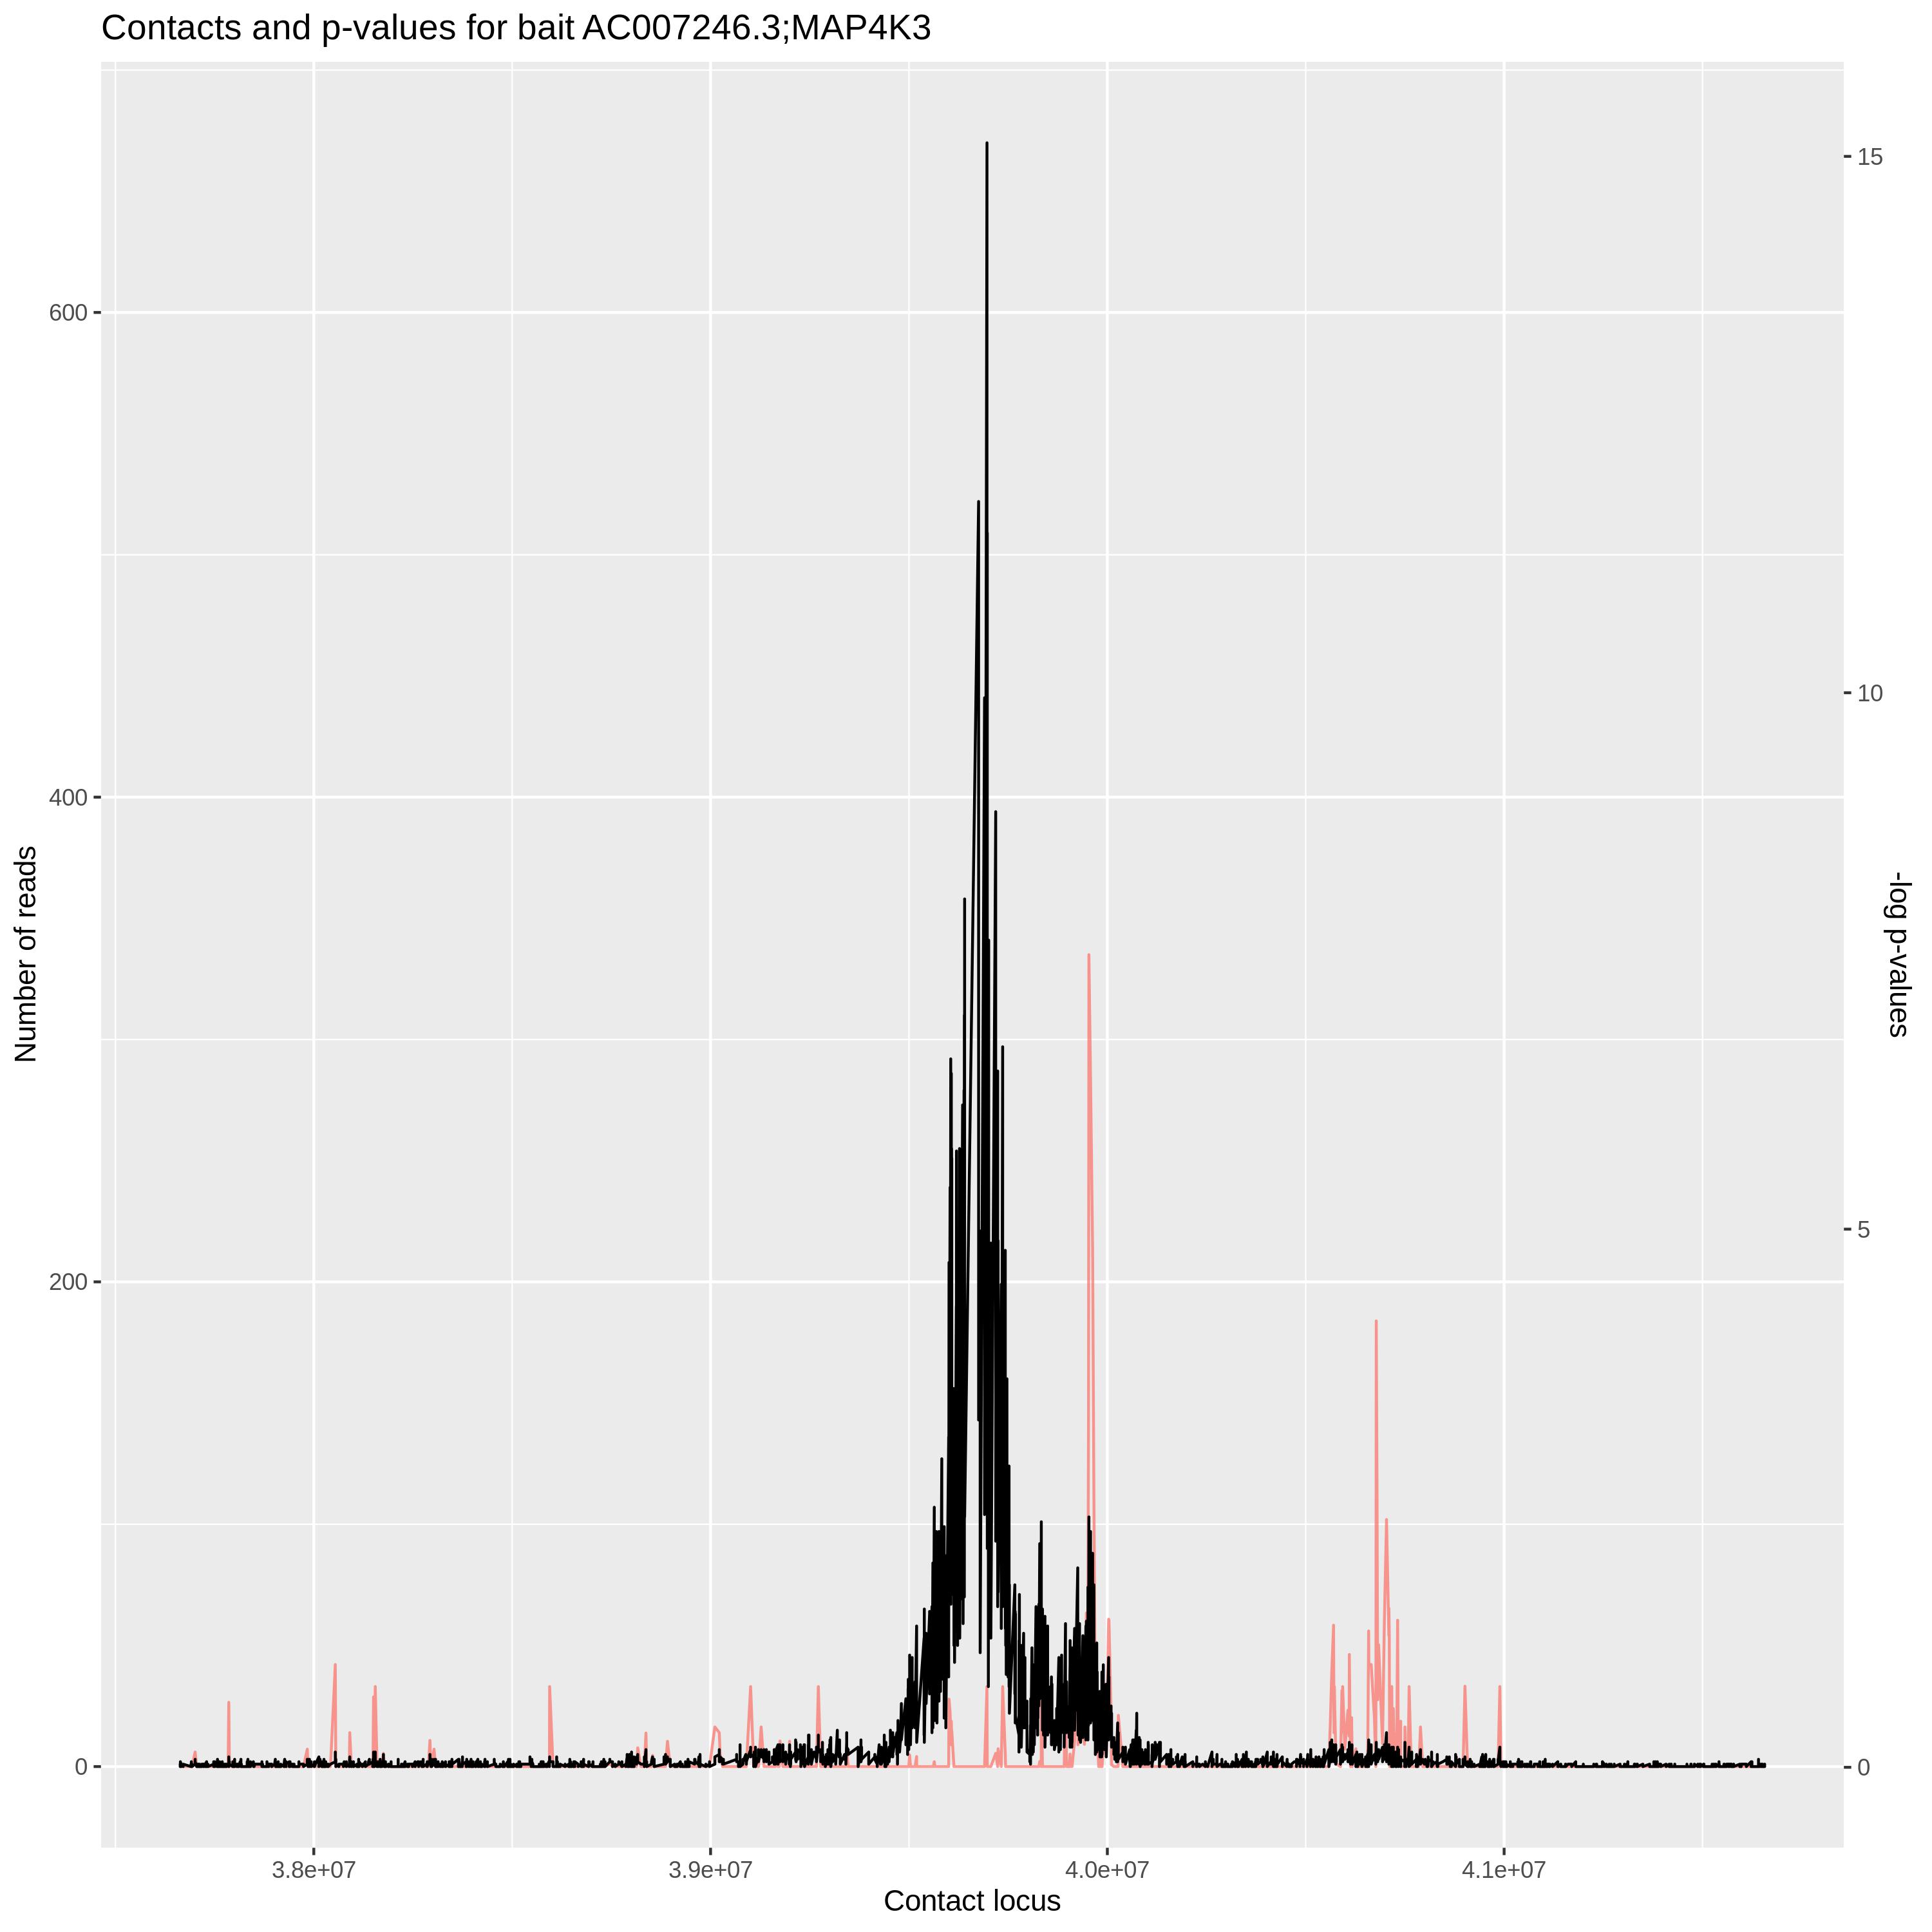 Contacts and p-values for bait AC007246.3;MAP4K3
Number of reads
600
400
200
0
15
10
5
0
-log p-values
3.8e+07
3.9e+07
4.0e+07
4.1e+07
Contact locus